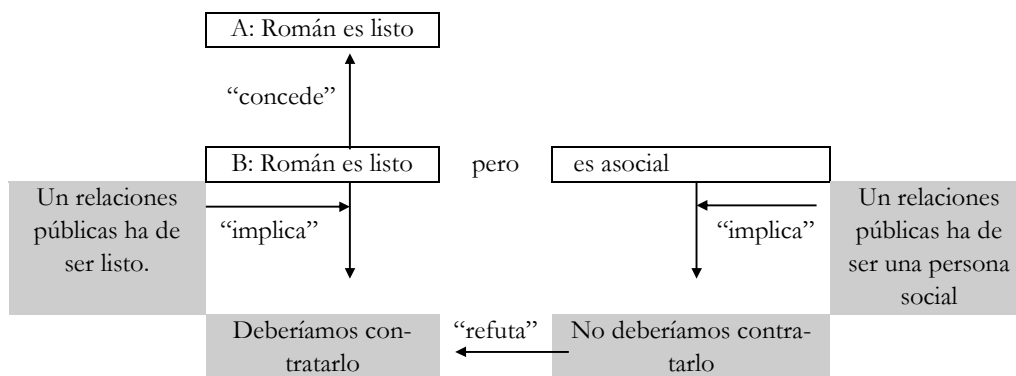 A: Román es listo
“concede”
B: Román es listo pero es asocial
Un relaciones
públicas ha de
ser listo.
“implica”
“implica”
Un relaciones
públicas ha de
ser una persona
social
Deberíamos con-
tratarlo
“refuta”
No deberíamos contra-
tarlo